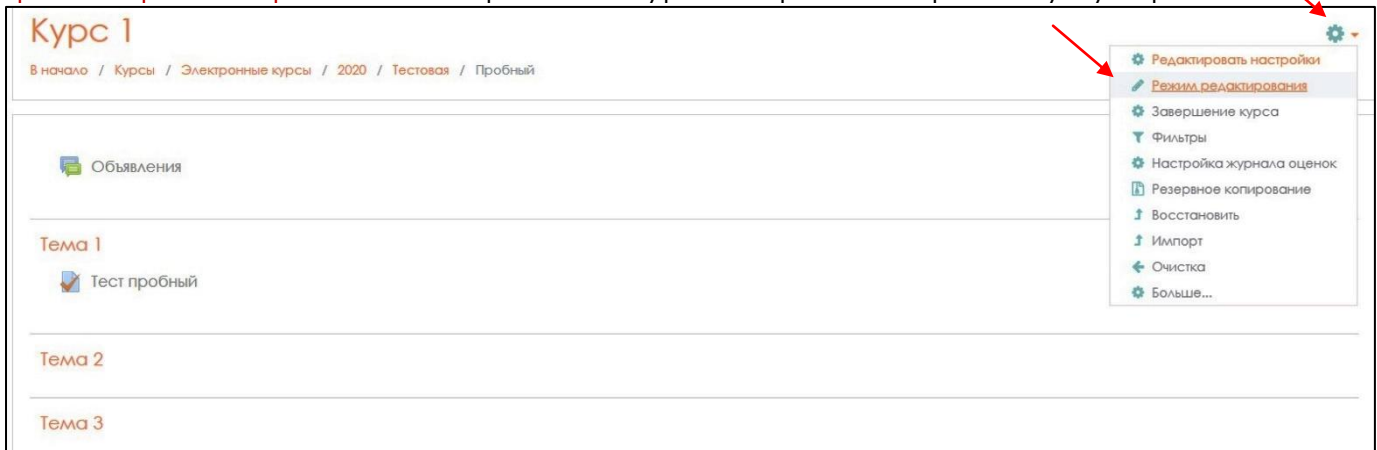 Курс 1
В начало / Курсы / Электронные курсы / 2020 / Тестовая / Пробный
Редактировать настройки
Режим редактирования
Завершение курса
Фильтры
Настройка журнала оценок
Резервное копирование
Восстановить
Импорт
Очистка
Больше...
Объявления
Тема 1
Тест пробный
Тема 2
Тема 3